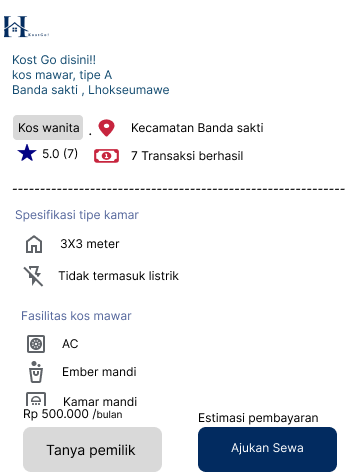 H KostGo!
Kost Go disini!!
kos mawar, tipe A
Banda sakti , Lhokseumawe
Kos wanita . Kecamatan Banda sakti
5.0 (7) 7 Transaksi berhasil
Spesifikasi tipe kamar
3X3 meter
Tidak termasuk listrik
Fasilitas kos mawar
AC
Ember mandi
Kamar mandi
Rp 500.000 /bulan
Estimasi pembayaran
Tanya pemilik
Ajukan Sewa